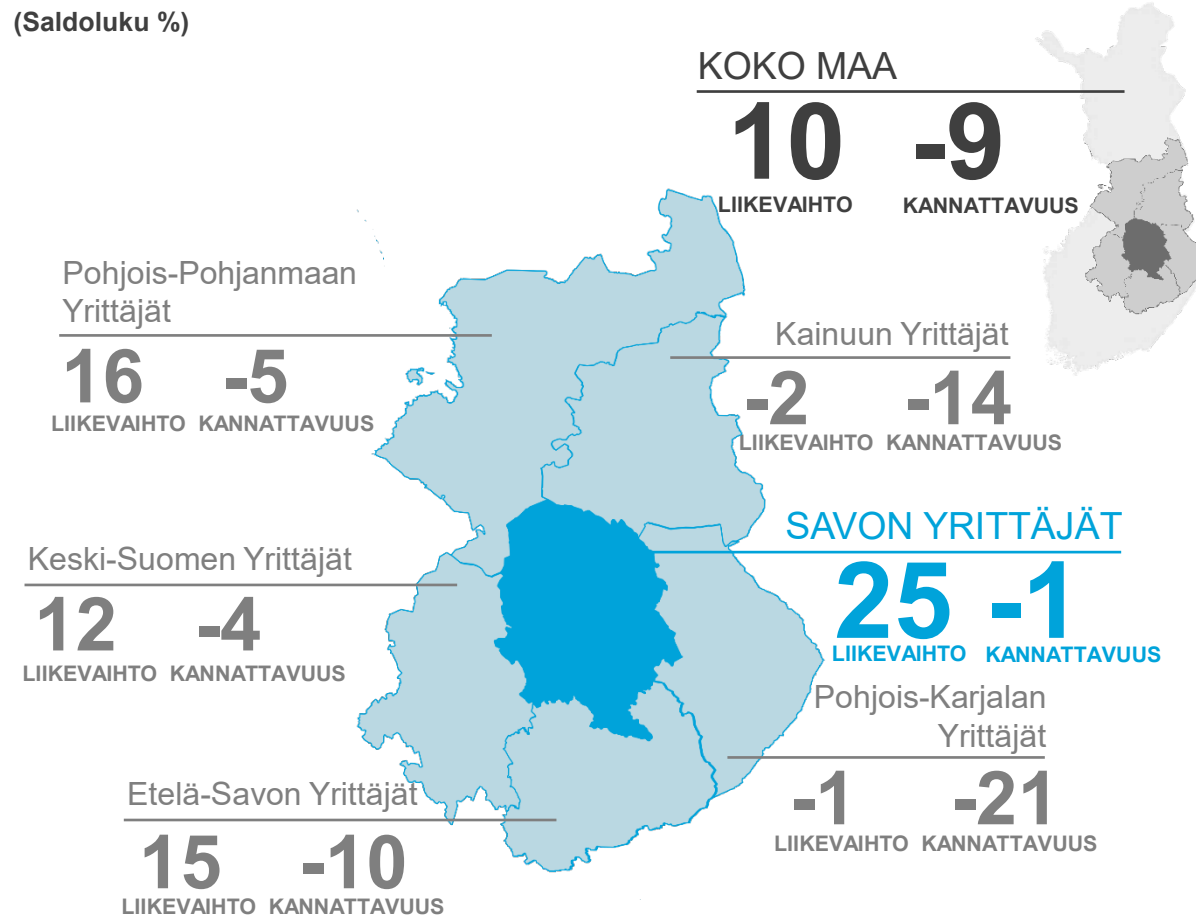 (Saldoluku %)
KOKO MAA
10 -9
LIIKEVAIHTO KANNATTAVUUS
Pohjois-Pohjanmaan
Yrittäjät
16 -5
LIIKEVAIHTO KANNATTAVUUS
Kainuun Yrittäjät
-2 -14
LIIKEVAIHTO KANNATTAVUUS
SAVON YRITTÄJÄT
25 -1
LIIKEVAIHTO KANNATTAVUUS
Keski-Suomen Yrittäjät
12 -4
LIIKEVAIHTO KANNATTAVUUS
Pohjois-Karjalan
Yrittäjät
-1 -21
LIIKEVAIHTO KANNATTAVUUS
Etelä-Savon Yrittäjät
15 -10
LIIKEVAIHTO KANNATTAVUUS